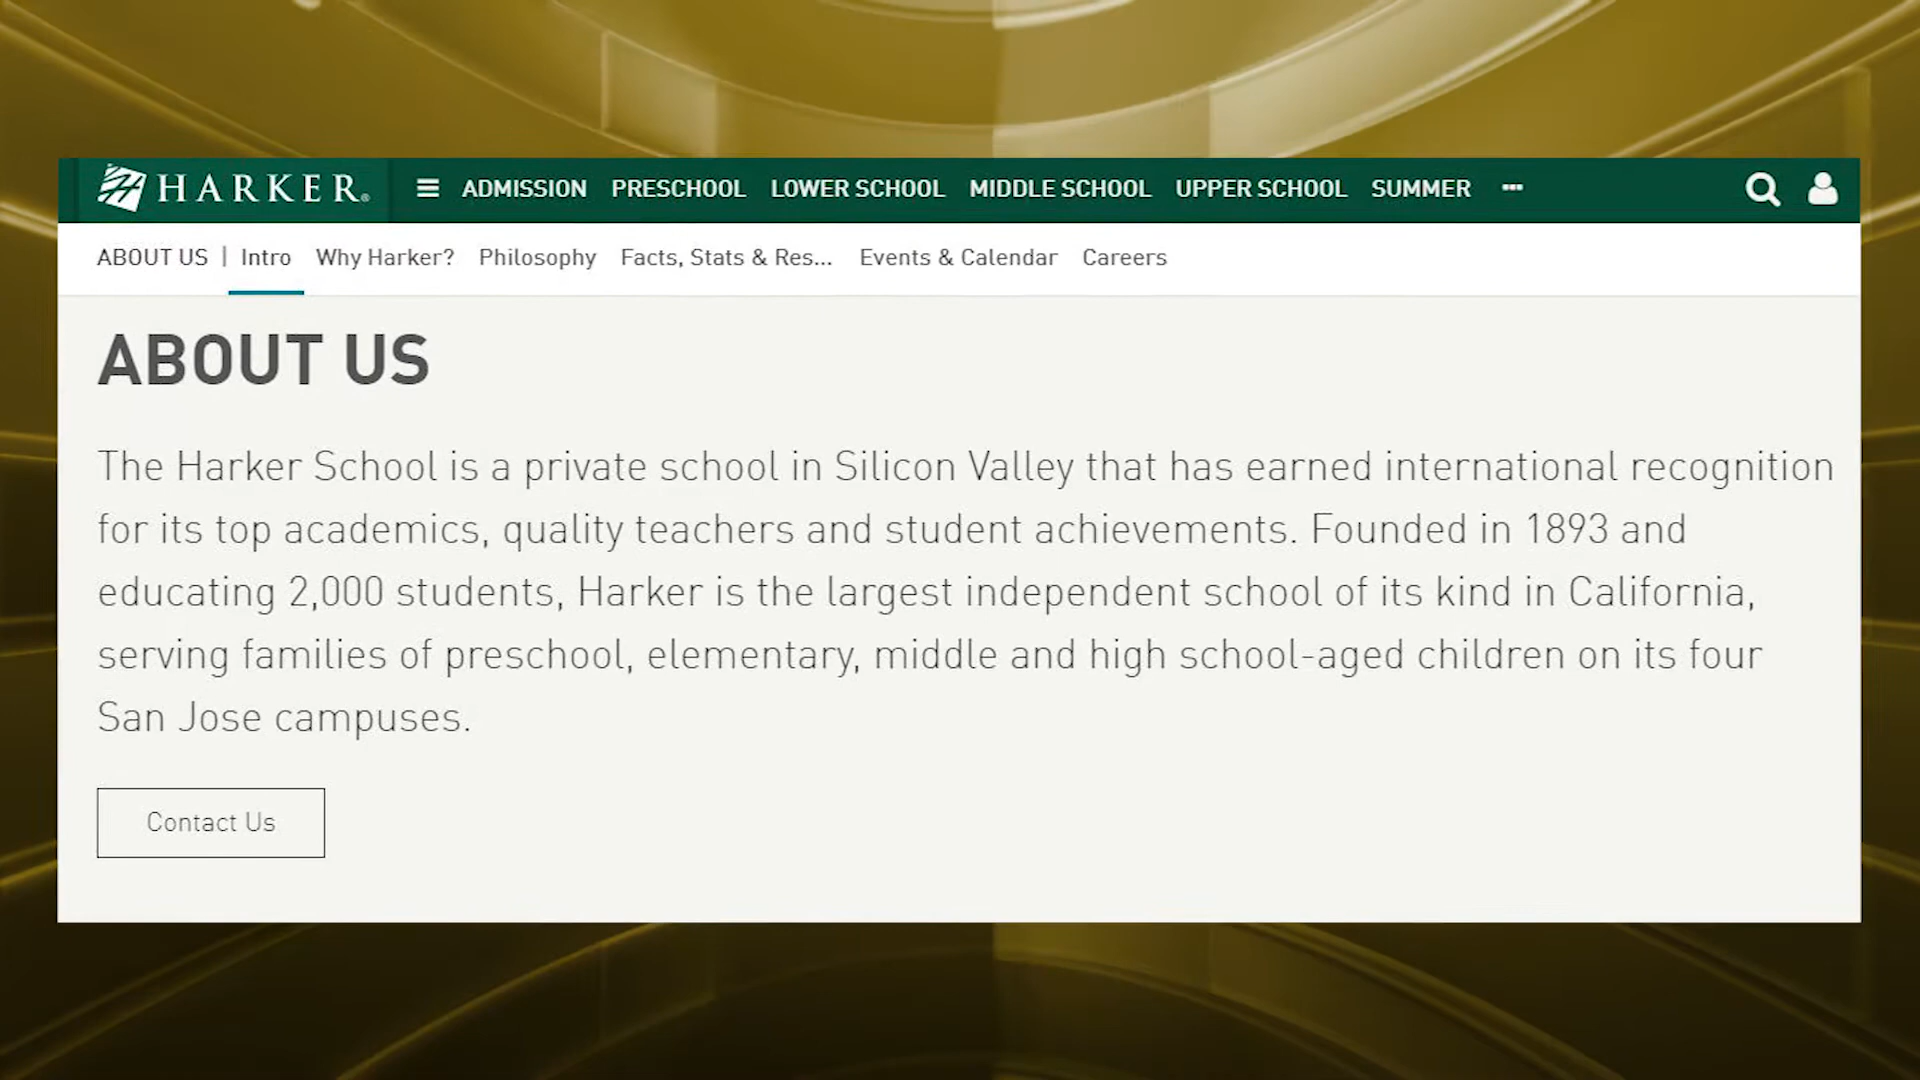 HARKER® ADMISSION PRESCHOOL LOWER SCHOOL MIDDLE SCHOOL UPPER SCHOOL SUMMER ...
ABOUT US | Intro Why Harker? Philosophy Facts, Stats & Res... Events & Calendar Careers
ABOUT US
The Harker School is a private school in Silicon Valley that has earned international recognition
for its top academics, quality teachers and student achievements. Founded in 1893 and
educating 2,000 students, Harker is the largest independent school of its kind in California,
serving families of preschool, elementary, middle and high school-aged children on its four
San Jose campuses.
Contact Us